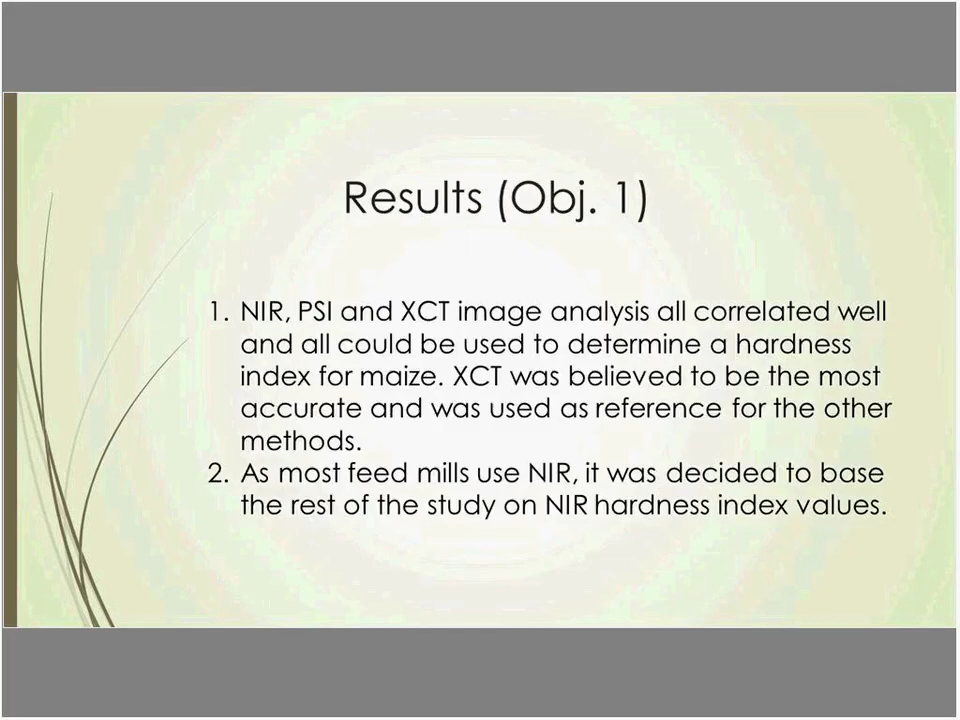 Results (Obj. 1)
1. NIR, PSI and XCT image analysis all correlated well
and all could be used to determine a hardness
index for maize. XCT was believed to be the most
accurate and was used as reference for the other
methods.
2. As most feed mills use NIR, it was decided to base
the rest of the study on NIR hardness index values.